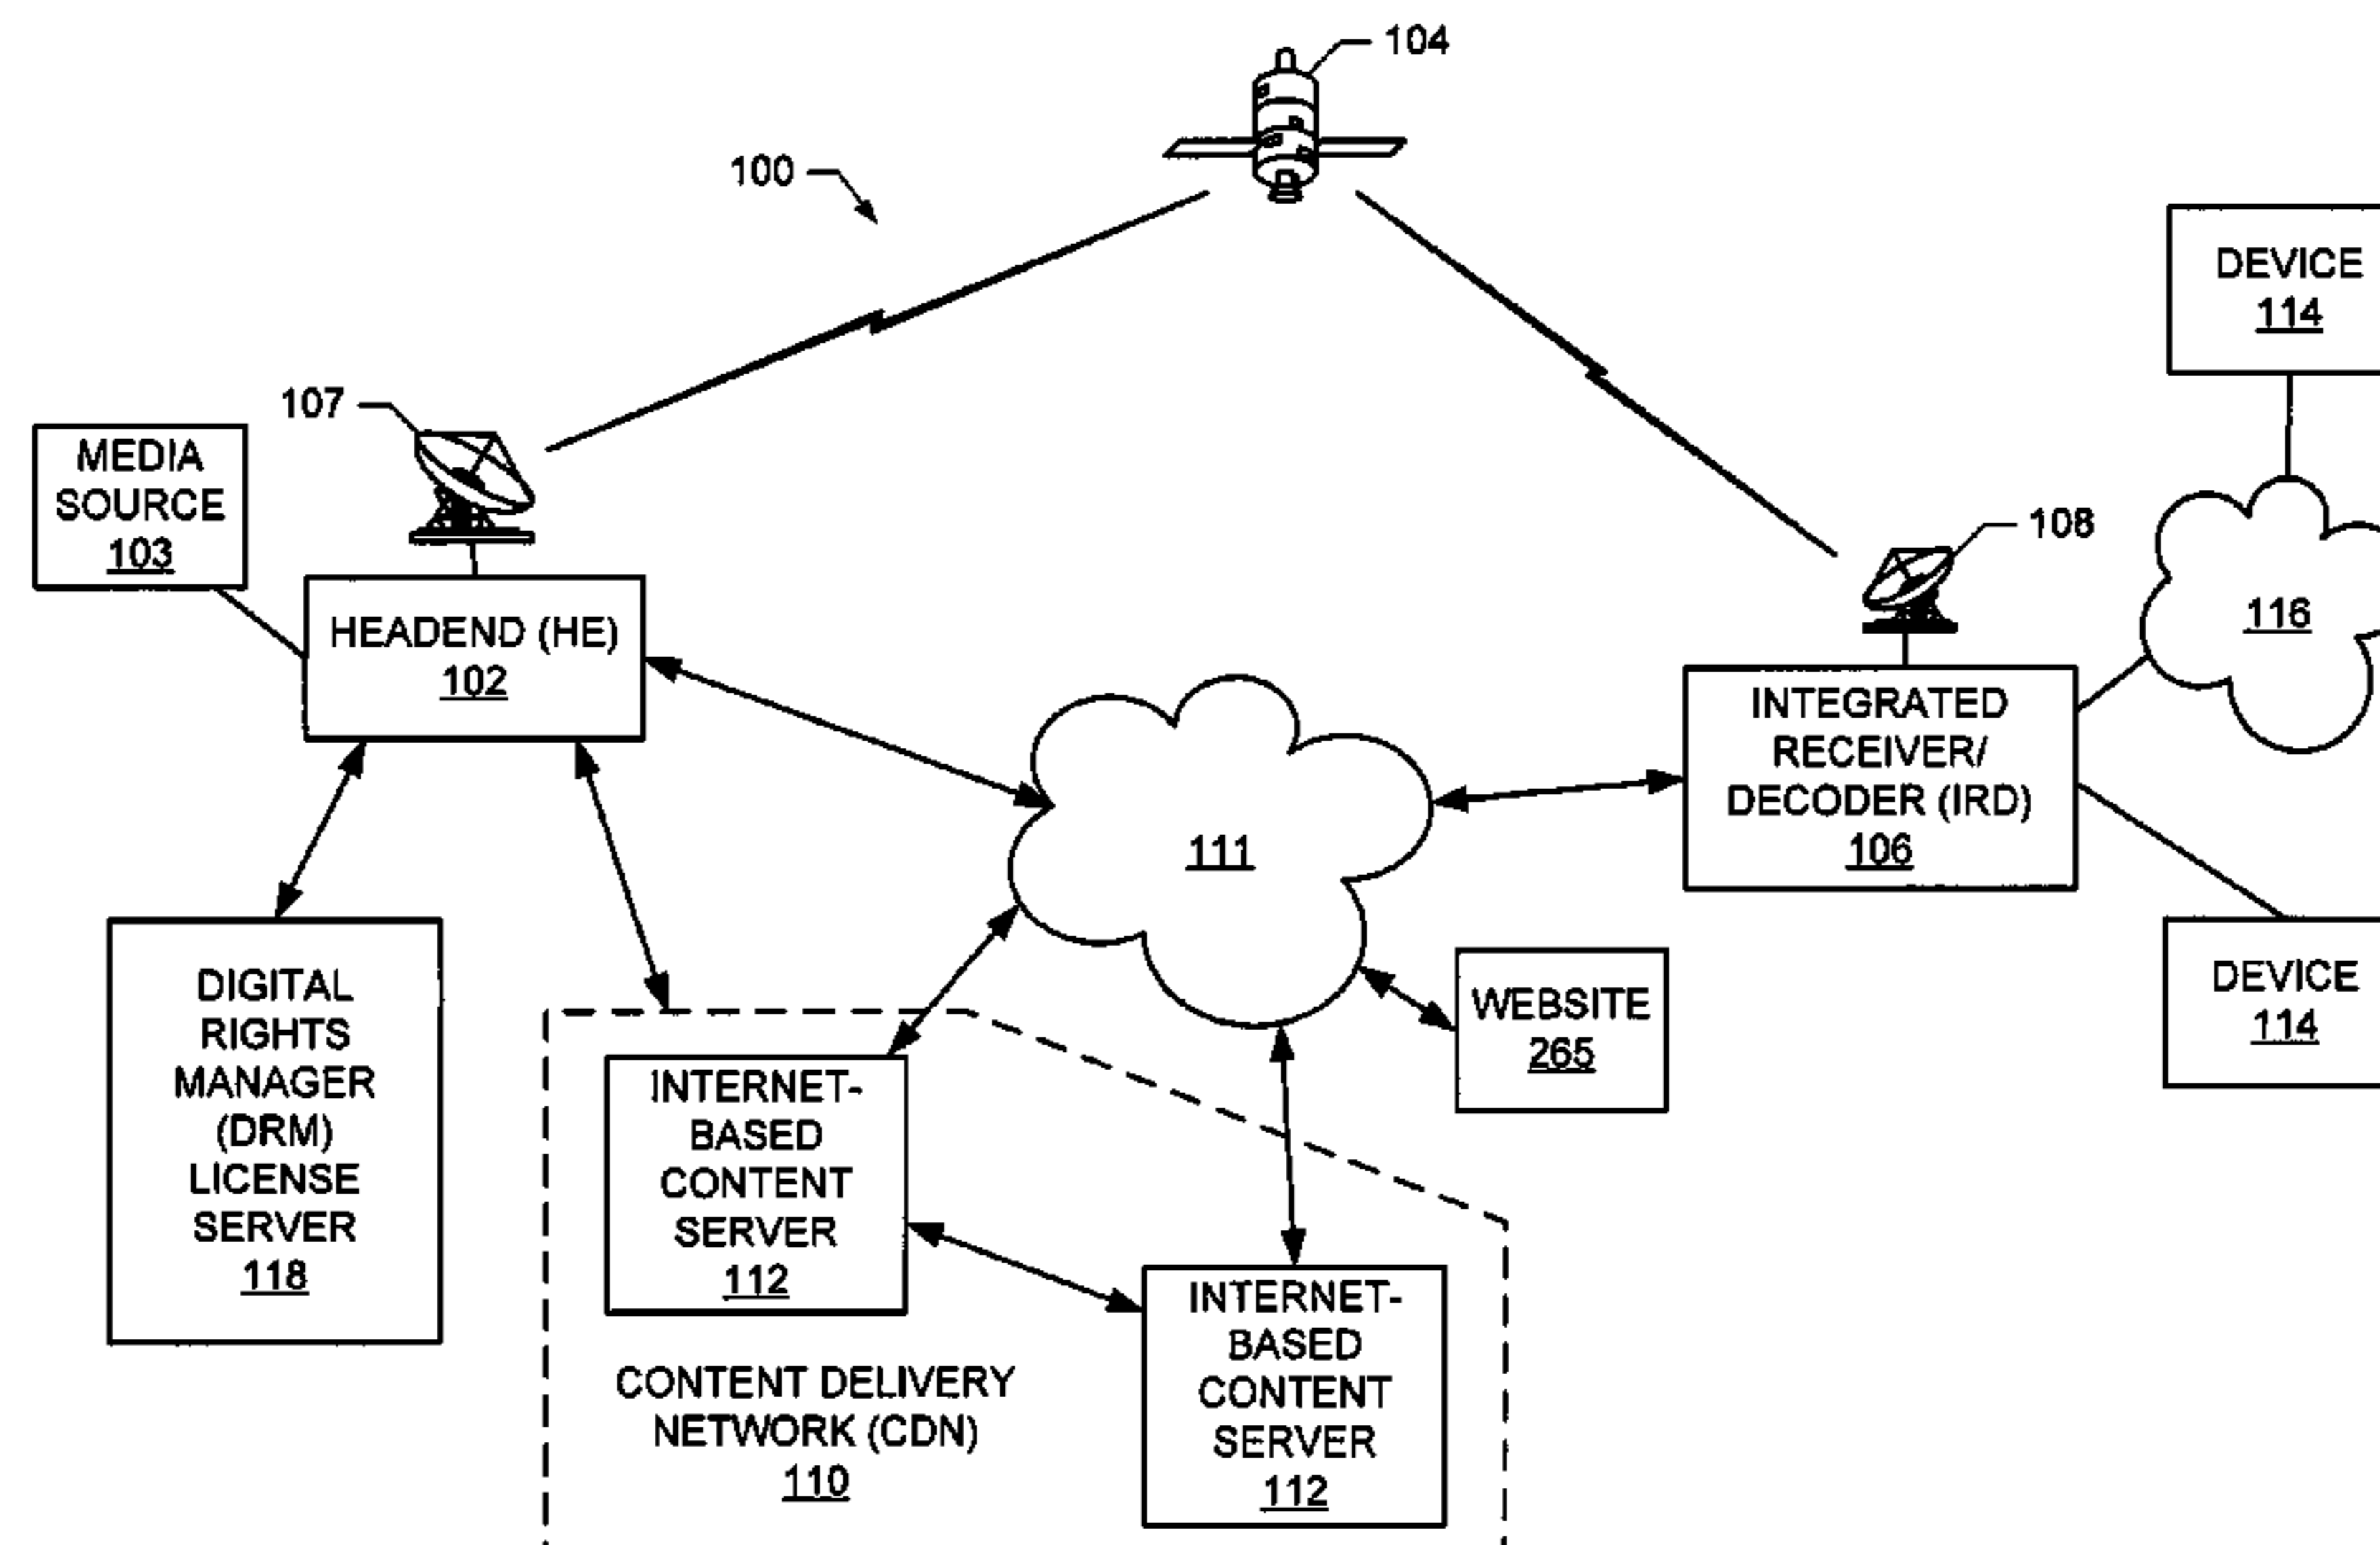 104
100
DEVICE
114
107
MEDIA
SOURCE
103
108
116
HEADEND (HE)
102
INTEGRATED
RECEIVER/
DECODER (IRD)
106
111
DIGITAL
RIGHTS
MANAGER
(DRM)
LICENSE
SERVER
118
WEBSITE
265
DEVICE
114
INTERNET-
BASED
CONTENT
SERVER
112
INTERNET-
BASED
CONTENT
SERVER
112
CONTENT DELIVERY
NETWORK (CDN)
110